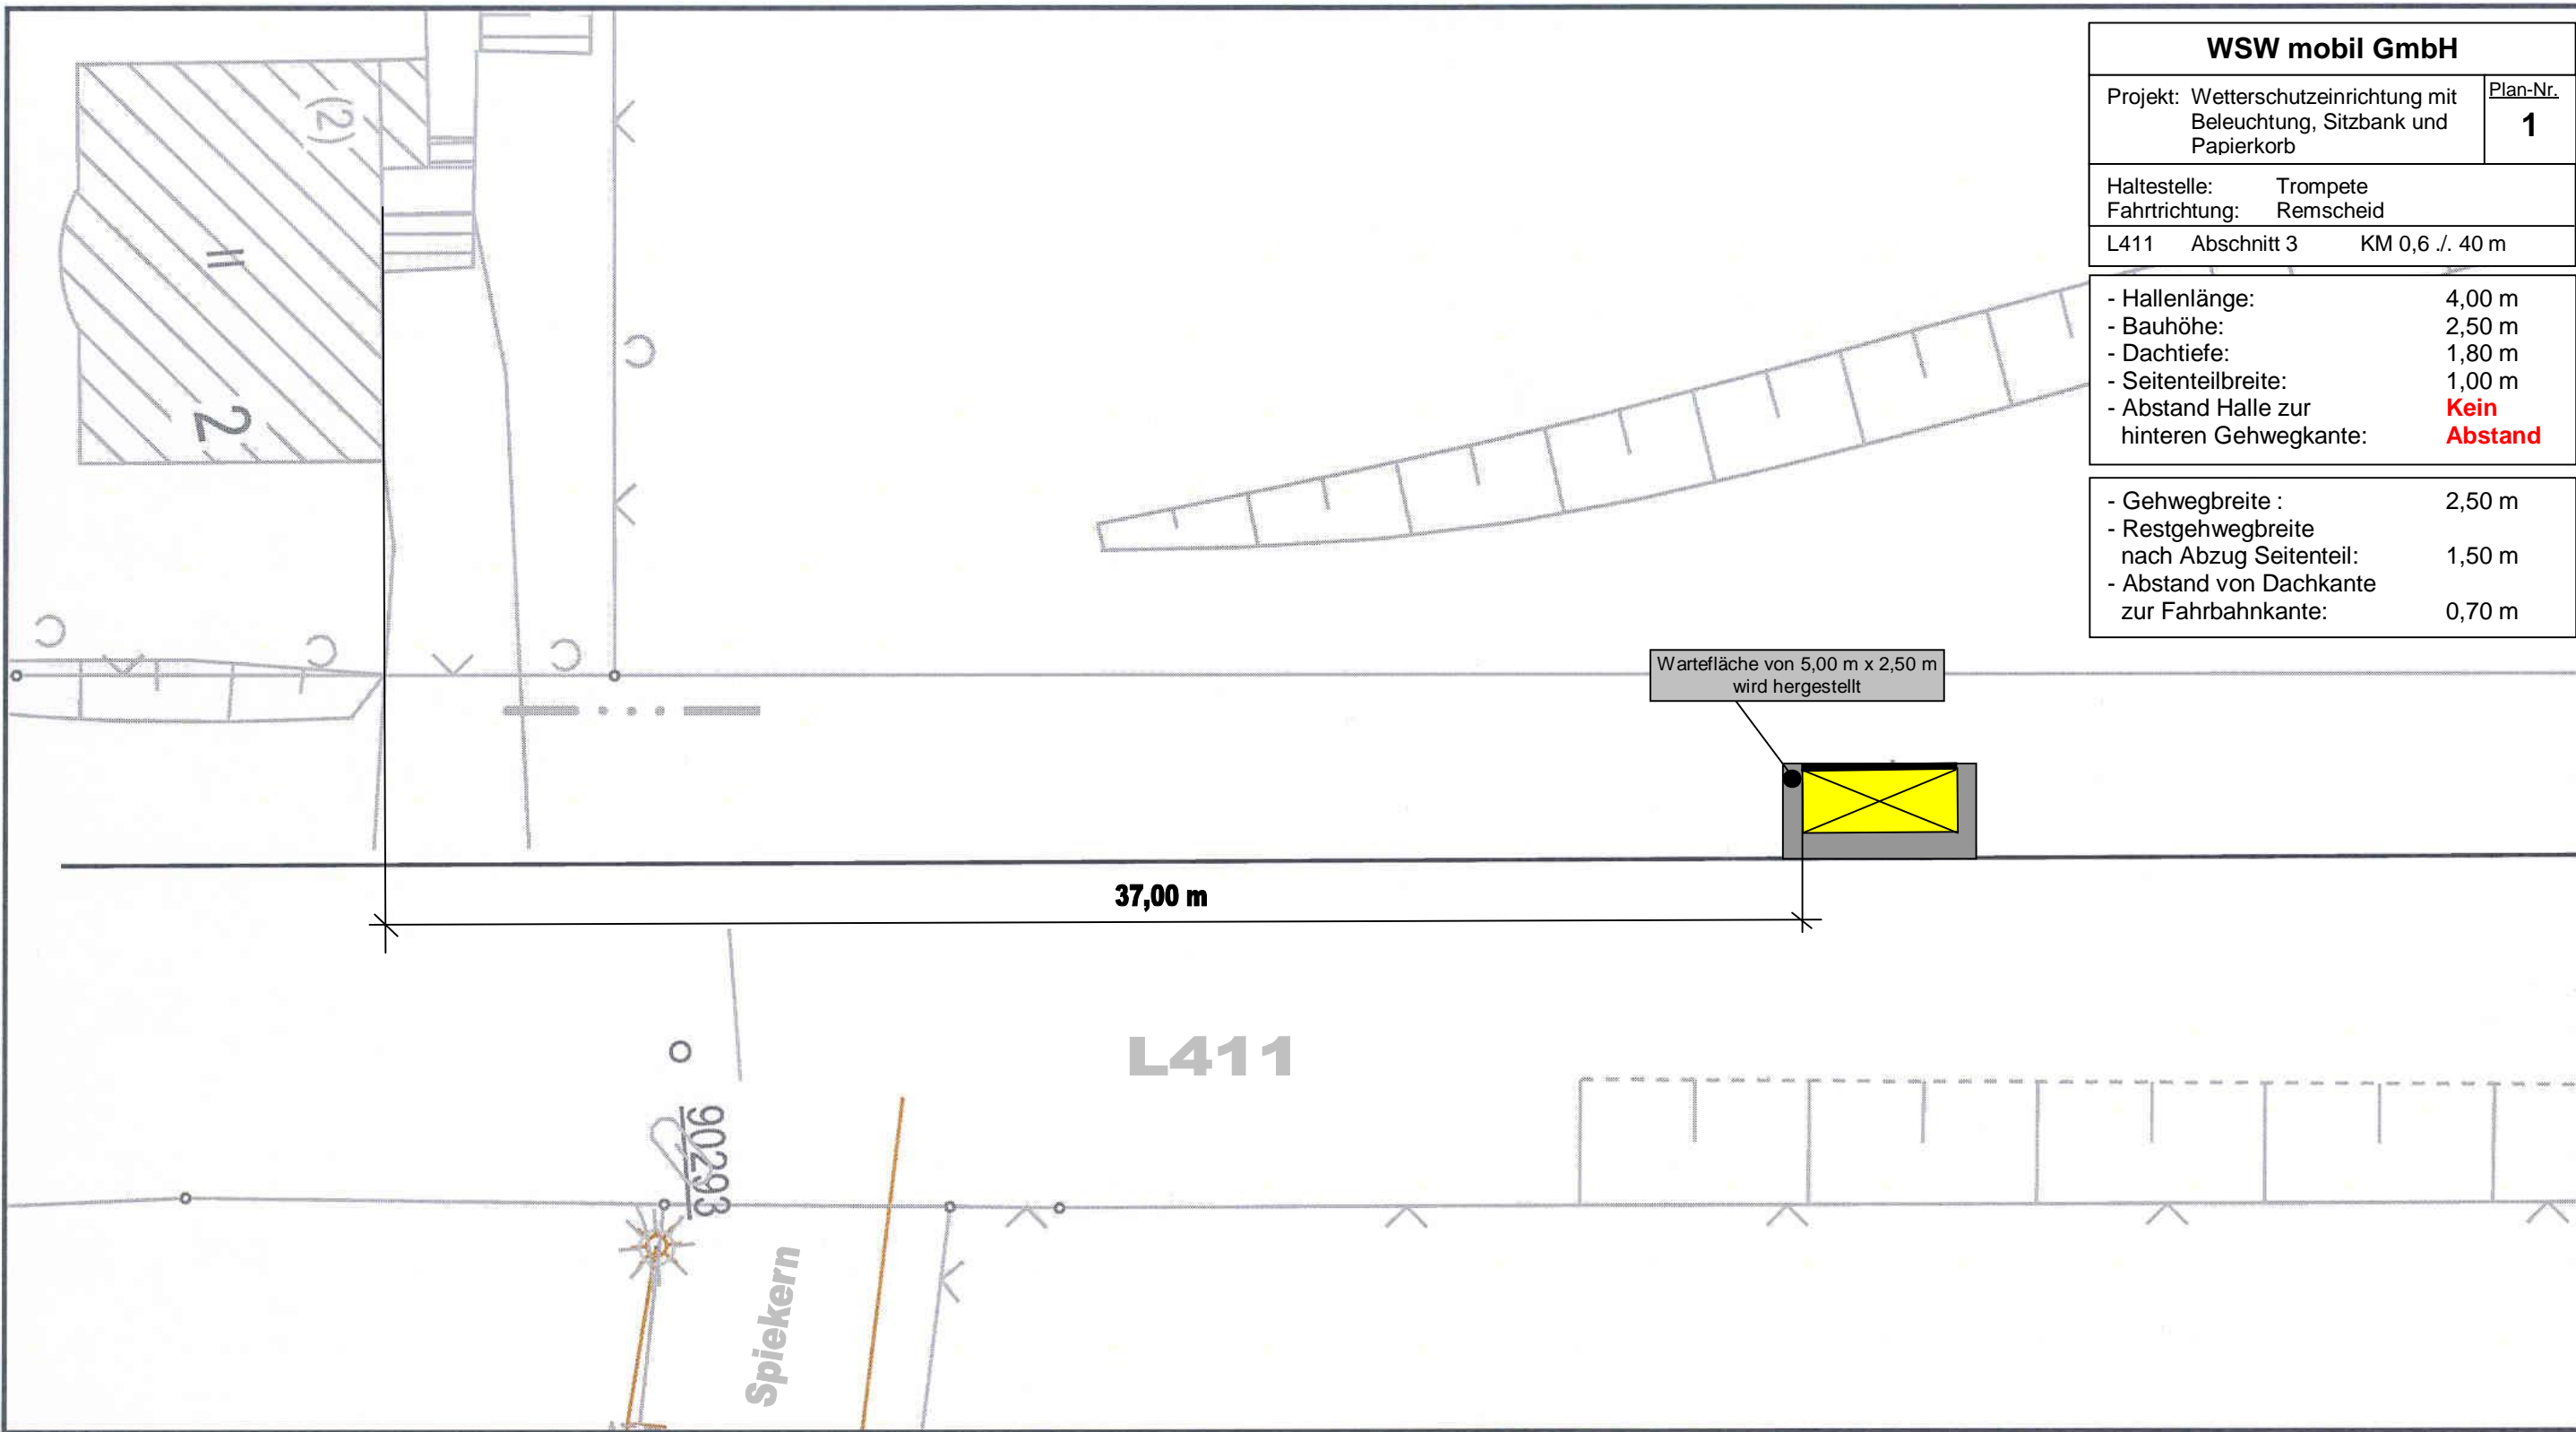 WSW mobil GmbH
Projekt: Wetterschutzeinrichtung mit
Beleuchtung, Sitzbank und
Papierkorb
Plan-Nr.
1
Haltestelle: Trompete
Fahrtrichtung: Remscheid
L411 Abschnitt 3 KM 0,6 ./. 40 m
- Hallenlänge: 4,00 m
- Bauhöhe: 2,50 m
- Dachtiefe: 1,80 m
- Seitenteilbreite: 1,00 m
- Abstand Halle zur Kein
hinteren Gehwegkante: Abstand
- Gehwegbreite : 2,50 m
- Restgehwegbreite
nach Abzug Seitenteil: 1,50 m
- Abstand von Dachkante
zur Fahrbahnkante: 0,70 m
(2)
II
2
Wartefläche von 5,00 m x 2,50 m
wird hergestellt
37,00 m
L411
90293
Spiekern